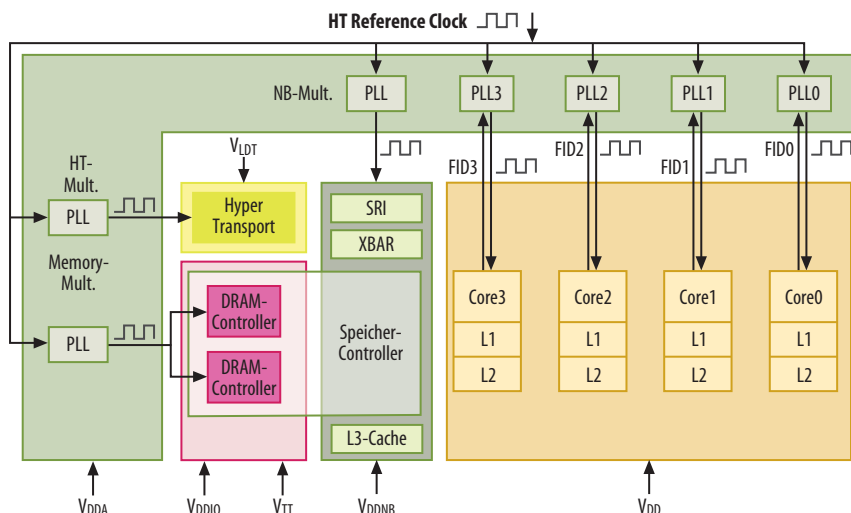 HT Reference Clock
NB-Mult.
PLL
PLL3
PLL2
PLL1
PLL0
FID3
FID2
FID1
FID0
VLDT
HT-
Mult.
PLL
Hyper
Transport
SRI
XBAR
Memory-
Mult.
PLL
DRAM-
Controller
DRAM-
Controller
Speicher-
Controller
L3-Cache
Core3
L1
L2
Core2
L1
L2
Core1
L1
L2
Core0
L1
L2
VDDA
VDDIO
VTT
VDDNB
VDD